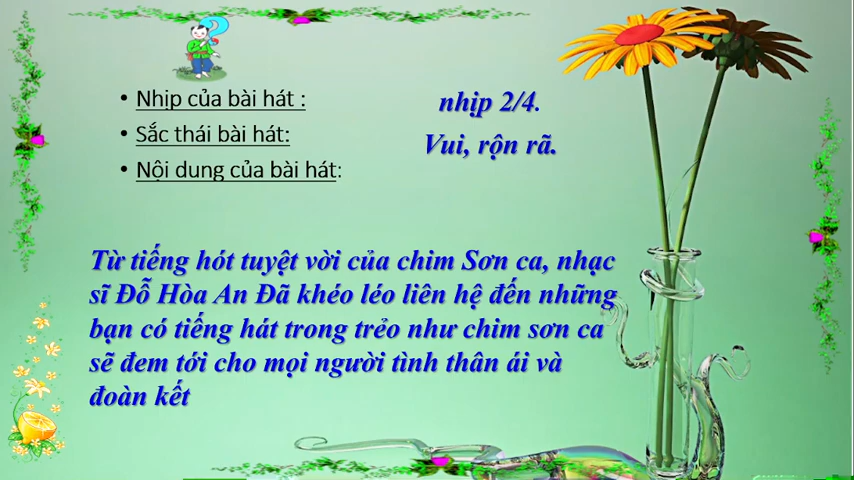 • Nhịp của bài hát :
nhịp 2/4.
• Sắc thái bài hát:
Vui, rộn rã.
• Nội dung của bài hát:
Từ tiếng hót tuyệt vời của chim Sơn ca, nhạc
sĩ Đỗ Hòa An Đã khéo léo liên hệ đến những
bạn có tiếng hát trong trẻo như chim sơn ca
sẽ đem tới cho mọi người tình thân ái và
đoàn kết